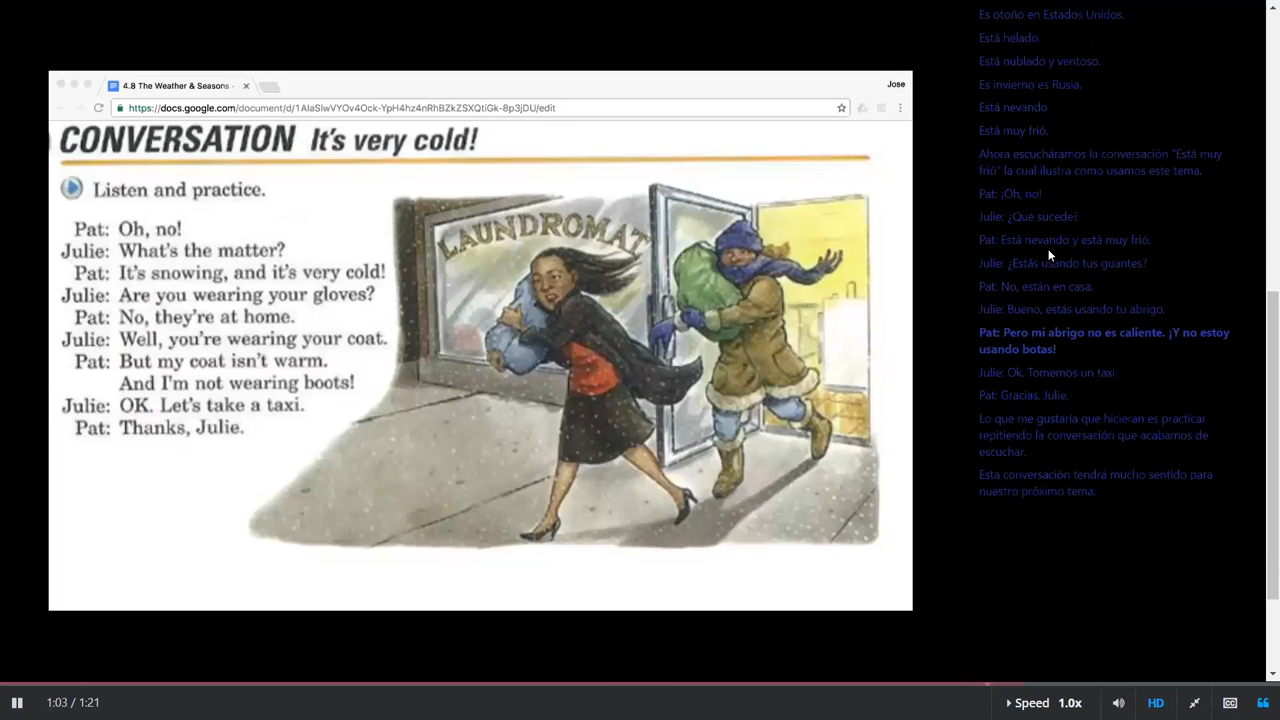 4.8 The Weather & Seasons -
Jose
https://docs.google.com/document/d/1AIaSlwVYOv4Ock-YpH4hz4nRhBZkZSXQtiGk-8p3jDU/edit
CONVERSATION It's very cold!
Listen and practice.
Pat: Oh, no!
Julie: What's the matter?
Pat: It's snowing, and it's very cold!
Julie: Are you wearing your gloves?
Pat: No, they're at home.
Julie: Well, you're wearing your coat.
Pat: But my coat isn't warm.
And I'm not wearing boots!
Julie: OK. Let's take a taxi.
Pat: Thanks, Julie.
LAUNDROMAT
Es otoño en Estados Unidos.
Está helado.
Está nublado y ventoso.
Es invierno es Rusia.
Está nevando
Está muy frió.
Ahora escucháramos la conversación "Está muy
frió" la cual ilustra como usamos este tema.
Pat: ¡Oh, no!
Julie: ¿Qué sucede?
Pat: Está nevando y está muy frió.
Julie: ¿Estás usando tus guantes?
Pat: No, están en casa.
Julie: Bueno, estás usando tu abrigo.
Pat: Pero mi abrigo no es caliente. ¡Y no estoy
usando botas!
Julie: Ok. Tomemos un taxi.
Pat: Gracias, Julie.
Lo que me gustaría que hicieran es practicar
repitiendo la conversación que acabamos de
escuchar.
Esta conversación tendrá mucho sentido para
nuestro próximo tema.
1:03 / 1:21
Speed 1.0x
HD
CC